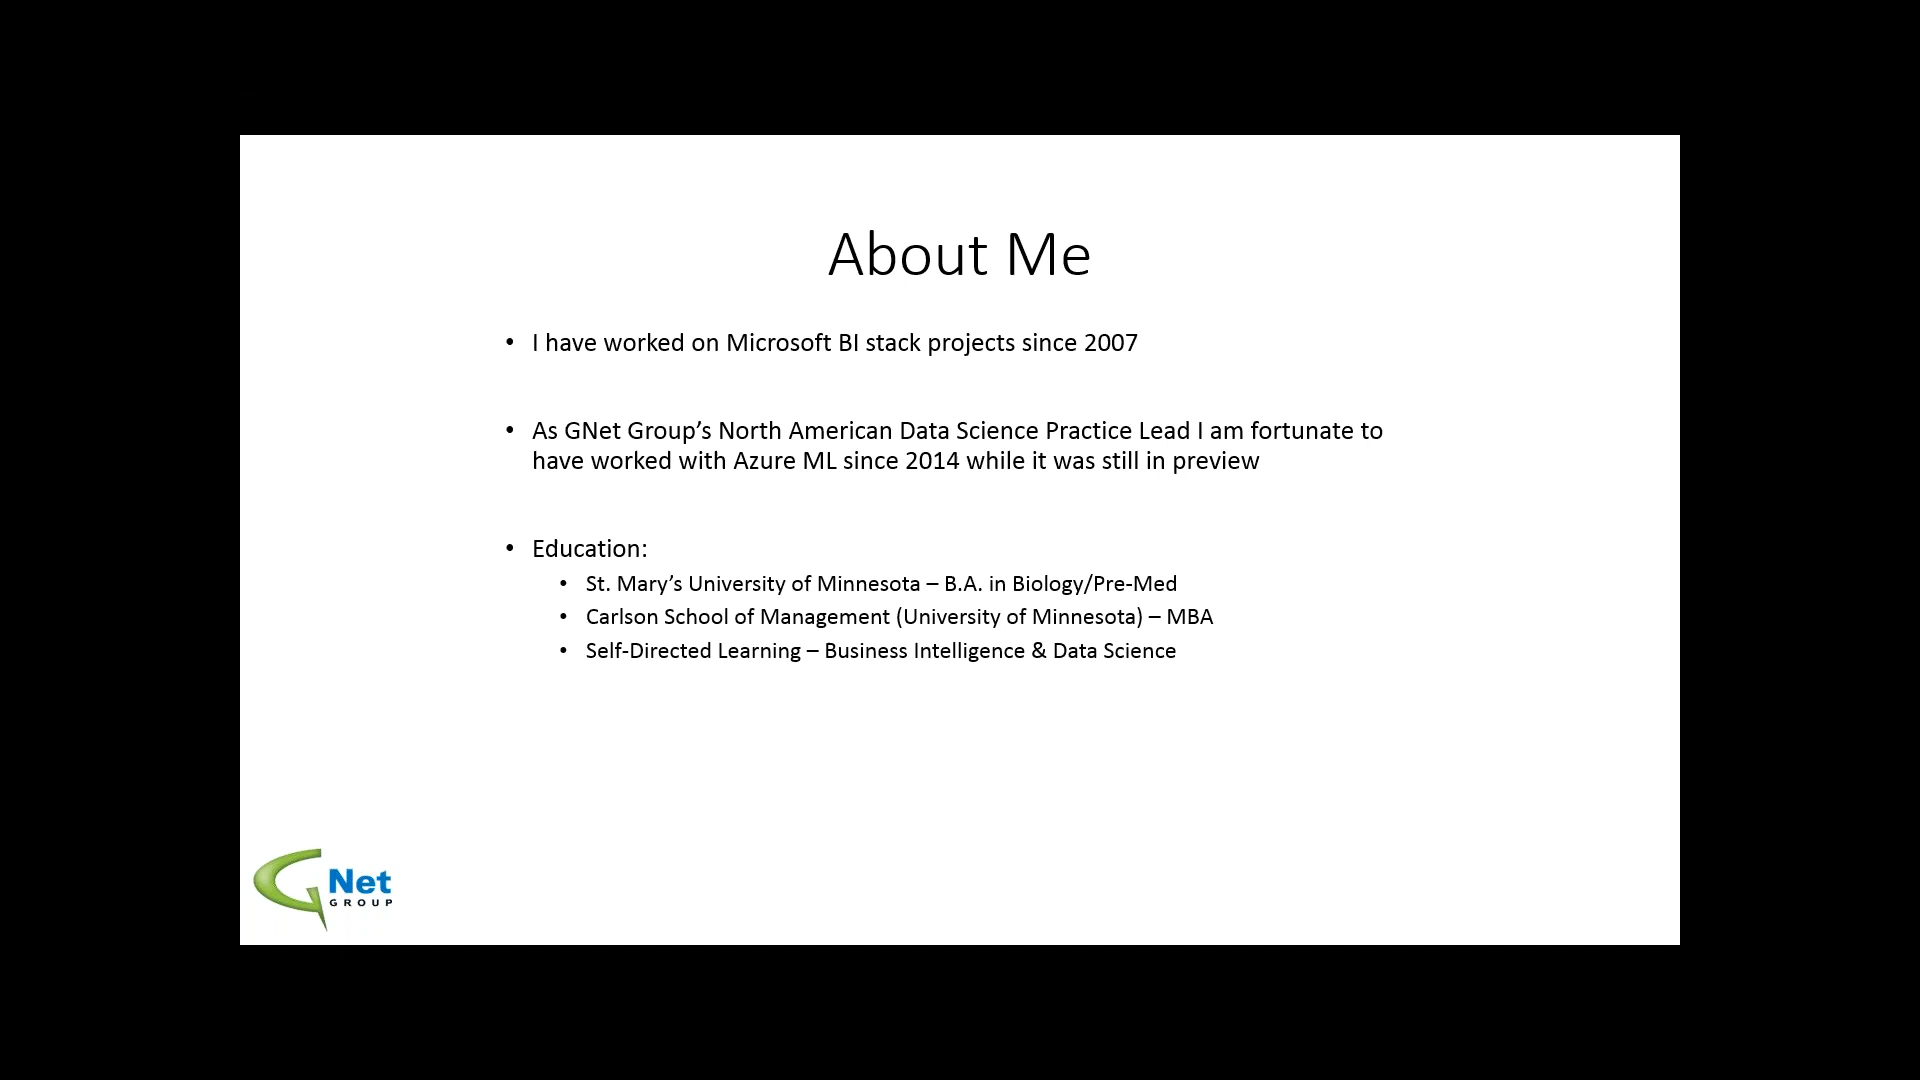 About Me
• I have worked on Microsoft BI stack projects since 2007
• As GNet Group’s North American Data Science Practice Lead I am fortunate to
have worked with Azure ML since 2014 while it was still in preview
• Education:
• St. Mary’s University of Minnesota – B.A. in Biology/Pre-Med
• Carlson School of Management (University of Minnesota) – MBA
• Self-Directed Learning – Business Intelligence & Data Science
GNet
GROUP